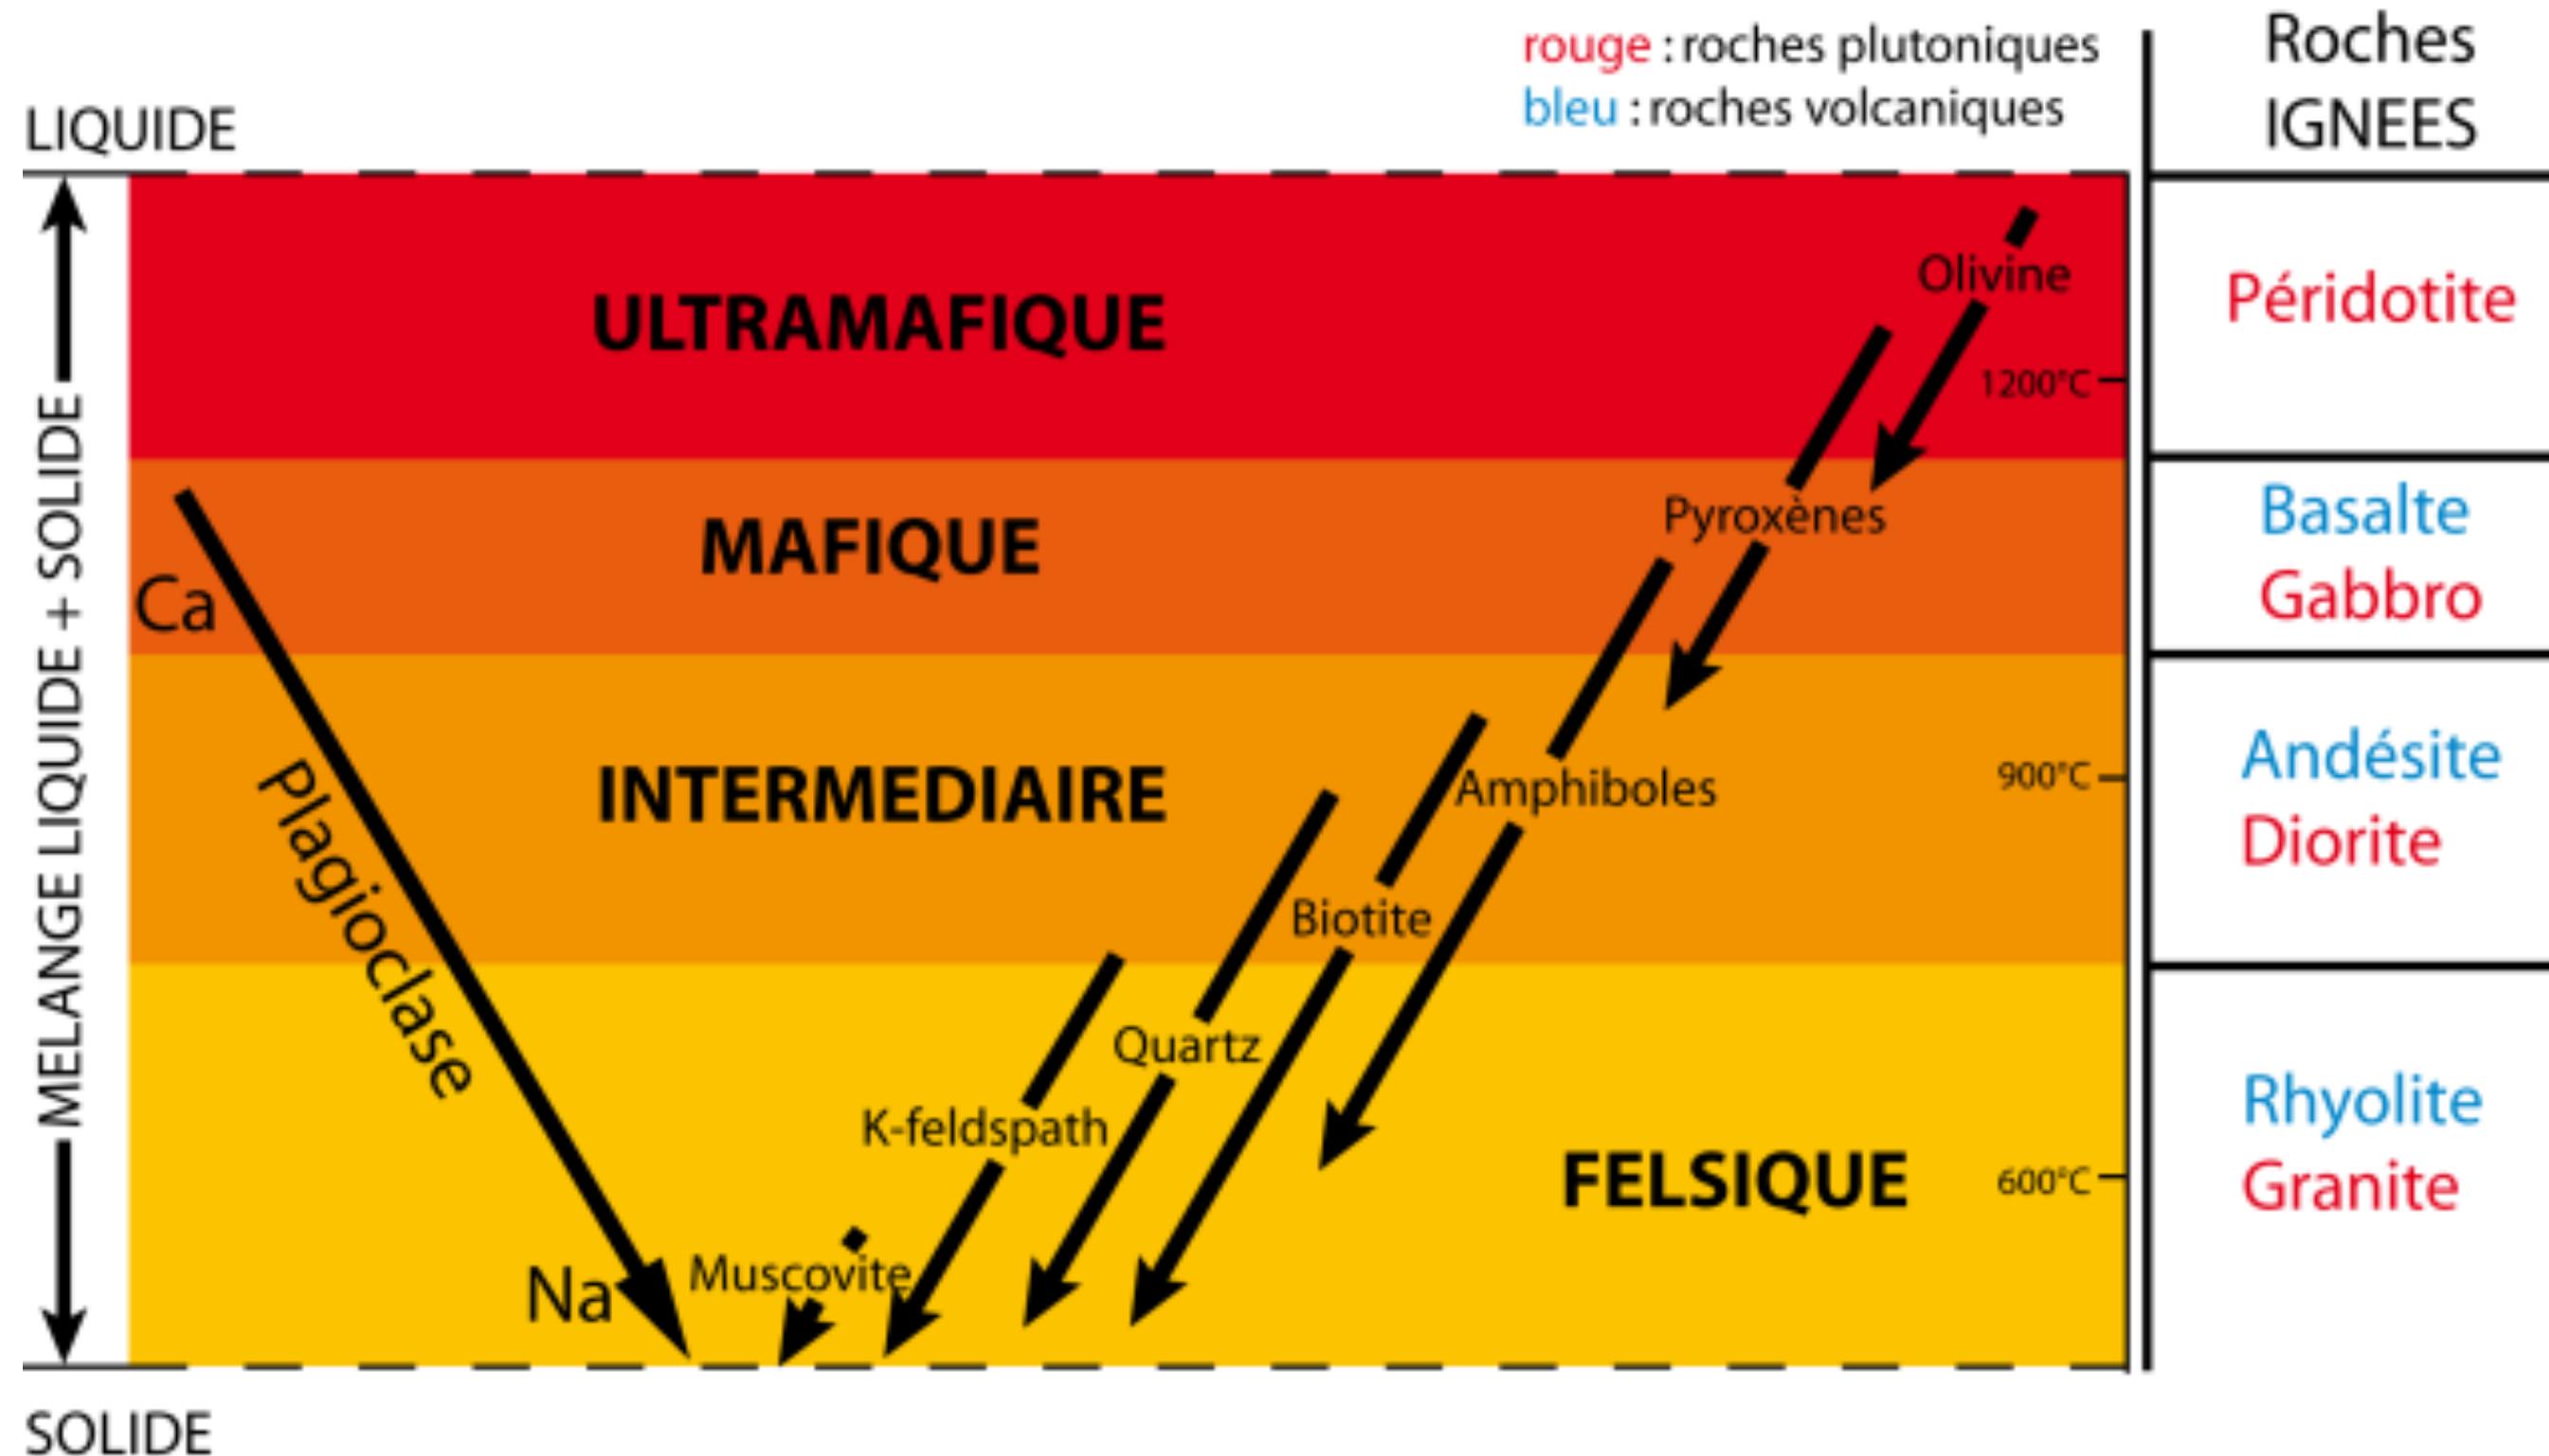 rouge : roches plutoniques
bleu : roches volcaniques
Roches
IGNEES
LIQUIDE
MELANGE LIQUIDE + SOLIDE
ULTRAMAFIQUE
Olivine
1200°C
Péridotite
MAFIQUE
Pyroxènes
Ca
Basalte
Gabbro
INTERMEDIAIRE
Plagioclase
Amphiboles
900°C
Biotite
Andésite
Diorite
Quartz
K-feldspath
FELSIQUE
600°C
Muscovite
Na
Rhyolite
Granite
SOLIDE